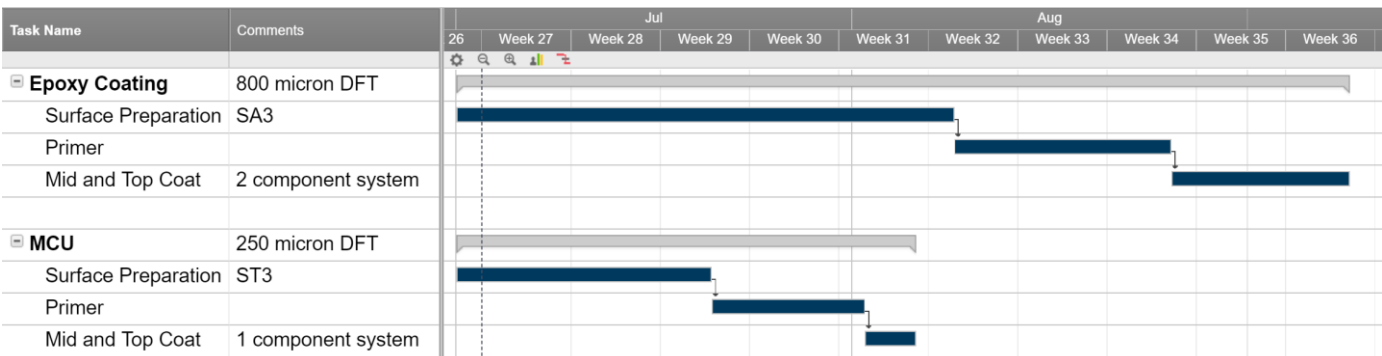 Jul Aug
Task Name Comments 26 Week 27 Week 28 Week 29 Week 30 Week 31 Week 32 Week 33 Week 34 Week 35 Week 36
Epoxy Coating 800 micron DFT
Surface Preparation SA3
Primer
Mid and Top Coat 2 component system
MCU 250 micron DFT
Surface Preparation ST3
Primer
Mid and Top Coat 1 component system